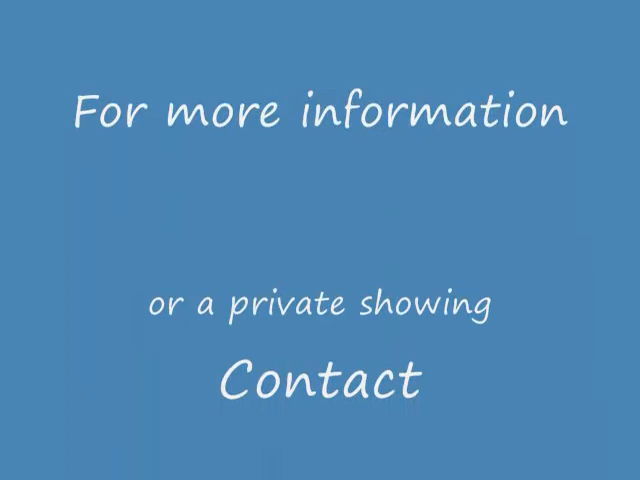 For more information
or a private showing
Contact